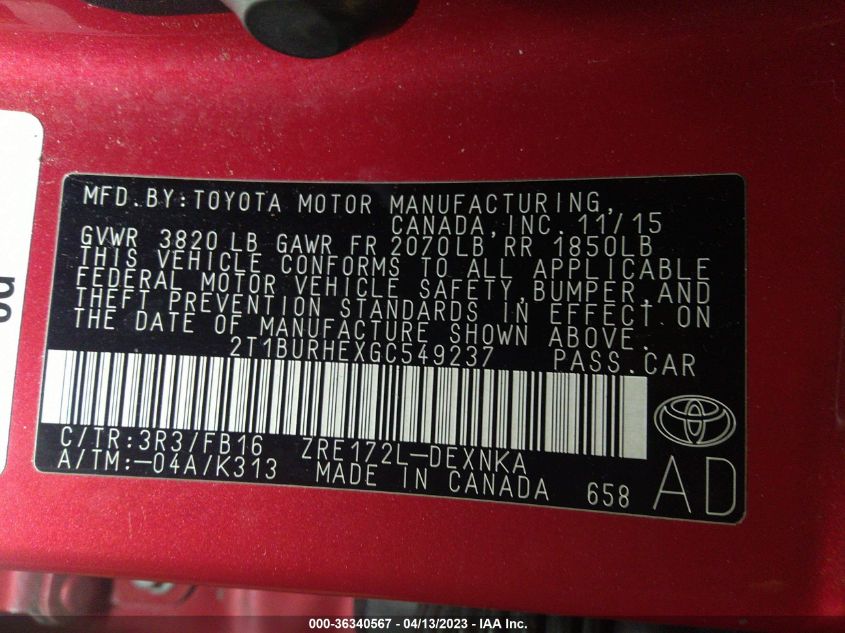 MFD.BY:TOYOTA MOTOR MANUFACTURING,
CANADA,INC. 11/15
GVWR 3820 LB GAWR FR 2070LB RR 1850LB
THIS VEHICLE CONFORMS TO ALL APPLICABLE
FEDERAL MOTOR VEHICLE SAFETY,BUMPER,AND
THEFT PREVENTION STANDARDS IN EFFECT ON
THE DATE OF MANUFACTURE SHOWN ABOVE.
2T1BURHEXGC549237 PASS.CAR
C/TR:3R3/FB16 ZRE172L-DEXNKA
A/TM:-04A/K313 MADE IN CANADA 658 AD
000-36340567 - 04/13/2023 - IAA Inc.